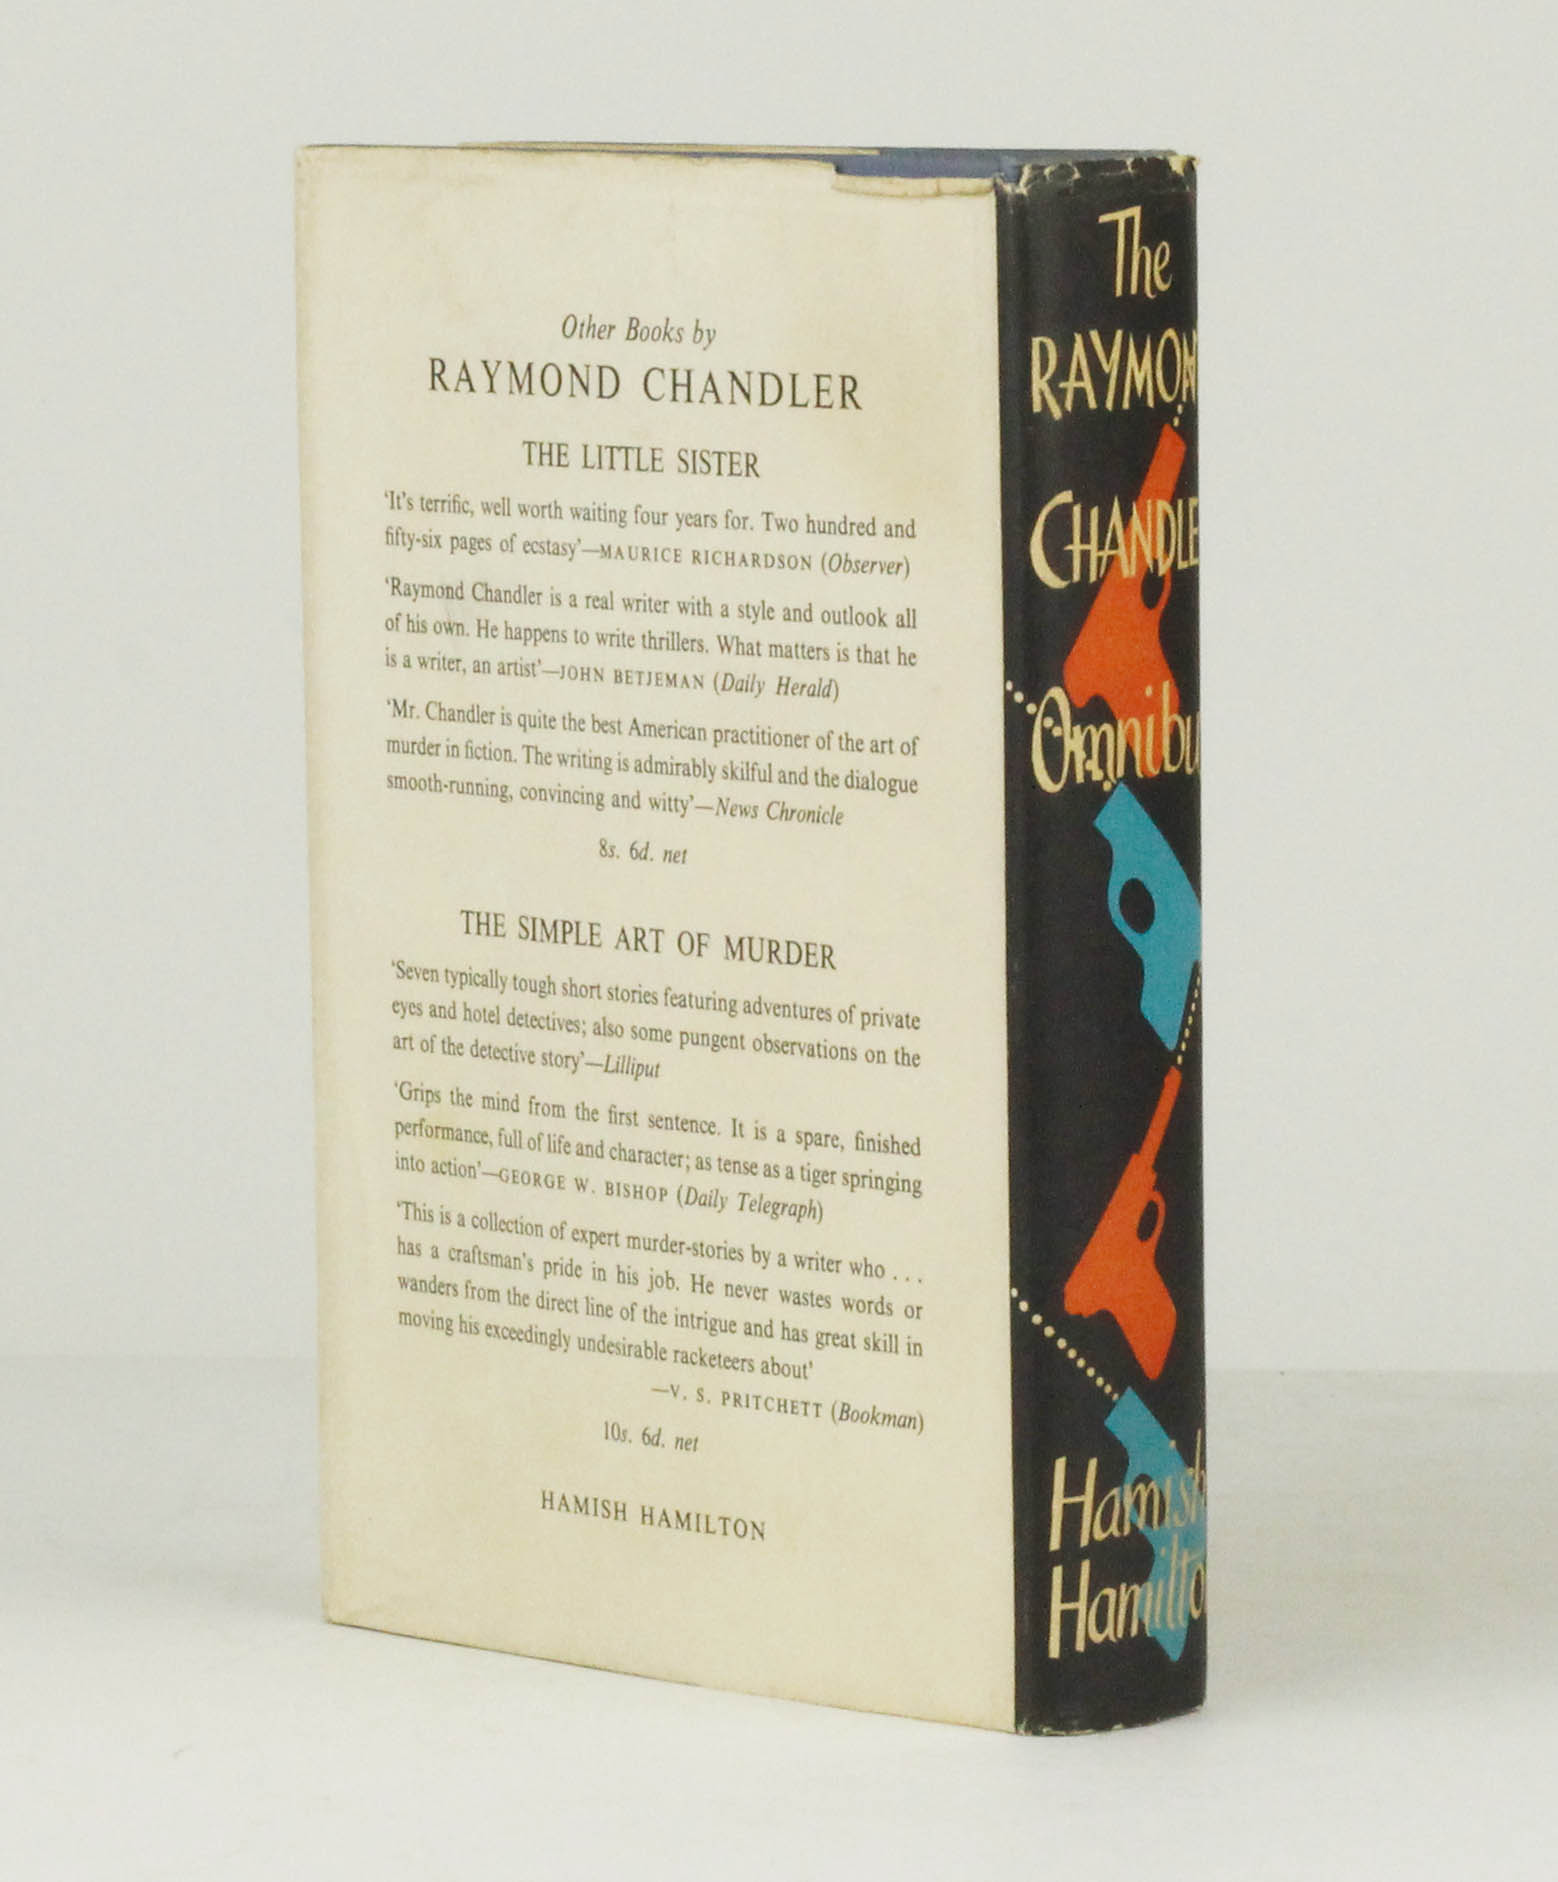 Other Books by
RAYMOND CHANDLER
THE LITTLE SISTER
‘It's terrific, well worth waiting four years for. Two hundred and
fifty-six pages of ecstasy’—MAURICE RICHARDSON (Observer)
‘Raymond Chandler is a real writer with a style and outlook all
of his own. He happens to write thrillers. What matters is that he
is a writer, an artist’—JOHN BETJEMAN (Daily Herald)
‘Mr. Chandler is quite the best American practitioner of the art of
murder in fiction. The writing is admirably skilful and the dialogue
smooth-running, convincing and witty’—News Chronicle
8s. 6d. net
THE SIMPLE ART OF MURDER
‘Seven typically tough short stories featuring adventures of private
eyes and hotel detectives; also some pungent observations on the
art of the detective story’—Lilliput
‘Grips the mind from the first sentence. It is a spare, finished
performance, full of life and character; as tense as a tiger springing
into action’—GEORGE W. BISHOP (Daily Telegraph)
‘This is a collection of expert murder-stories by a writer who . . .
has a craftsman's pride in his job. He never wastes words or
wanders from the direct line of the intrigue and has great skill in
moving his exceedingly undesirable racketeers about’
—V. S. PRITCHETT (Bookman)
10s. 6d. net
HAMISH HAMILTON
The
RAYMON
CHANDLE
Omnibu
Hamish
Hamilto